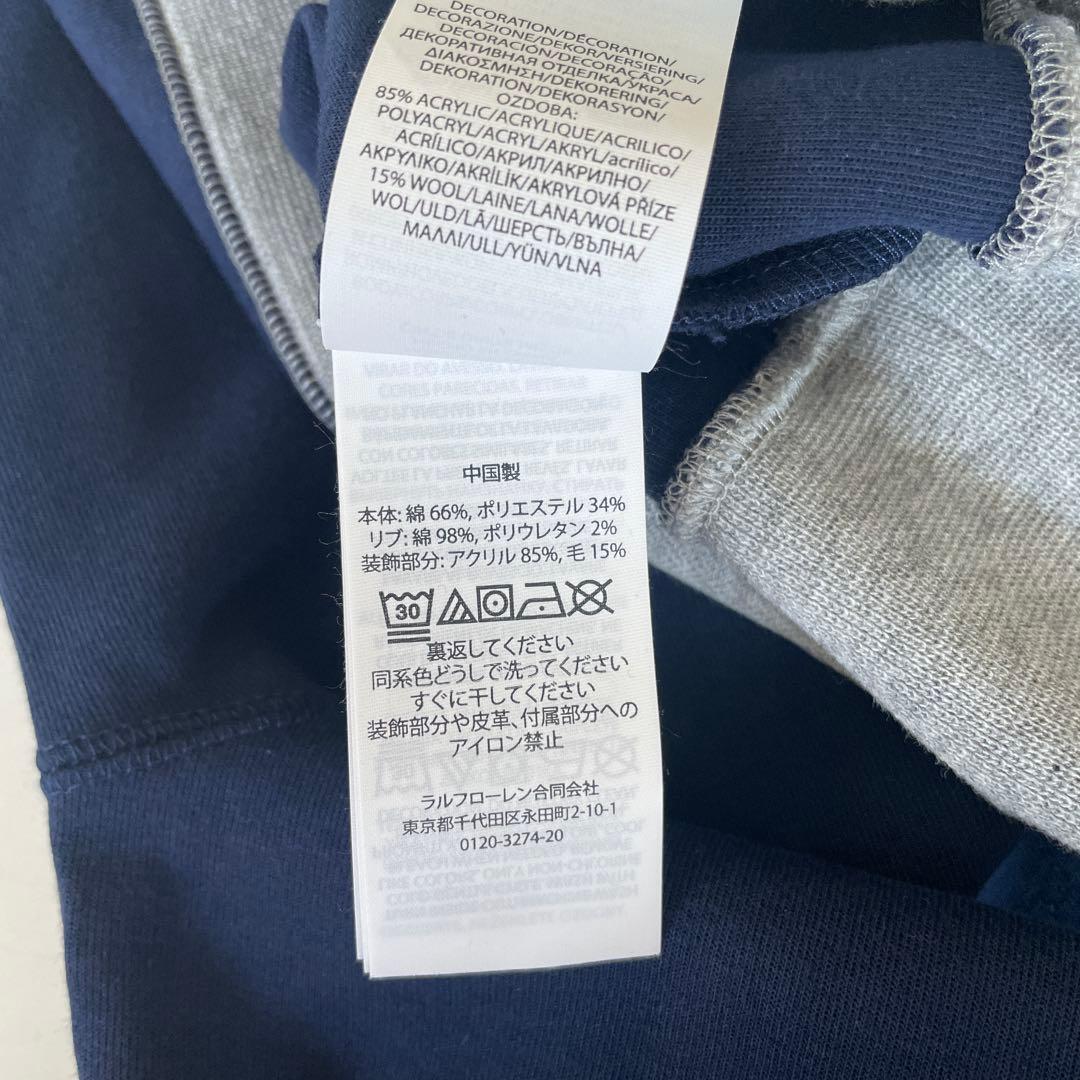 DECORATION/DÉCORATION/
DECORAZIONE/DEKOR/VERSIERING/
DECORACIÓN/DECORAÇÃO/
ДЕКОРАТИВНАЯ ОТДЕЛКА/УКРАСА/
ΔΙΑΚΟΣΜΗΣΗ/DEKORERING/
DEKORATION/DEKORASYON/
OZDOBA:
85% ACRYLIC/ACRYLIQUE/ACRILICO/
POLYACRYL/ACRYL/AKRYL/acrílico/
ACRÍLICO/АКРИЛ/АКРИЛНО/
ΑΚΡΥΛΙΚΟ/AKRİLİK/AKRYLOVÁ PŘÍZE
15% WOOL/LAINE/LANA/WOLLE/
WOL/ULD/LÃ/ШЕРСТЬ/ВЪЛНА/
ΜΑΛΛΙ/ULL/YÜN/VLNA
中国製
本体: 綿 66%, ポリエステル 34%
リブ: 綿 98%, ポリウレタン 2%
装飾部分: アクリル 85%, 毛 15%
30
裏返してください
同系色どうしで洗ってください
すぐに干してください
装飾部分や皮革、付属部分への
アイロン禁止
ラルフローレン合同会社
東京都千代田区永田町2-10-1
0120-3274-20